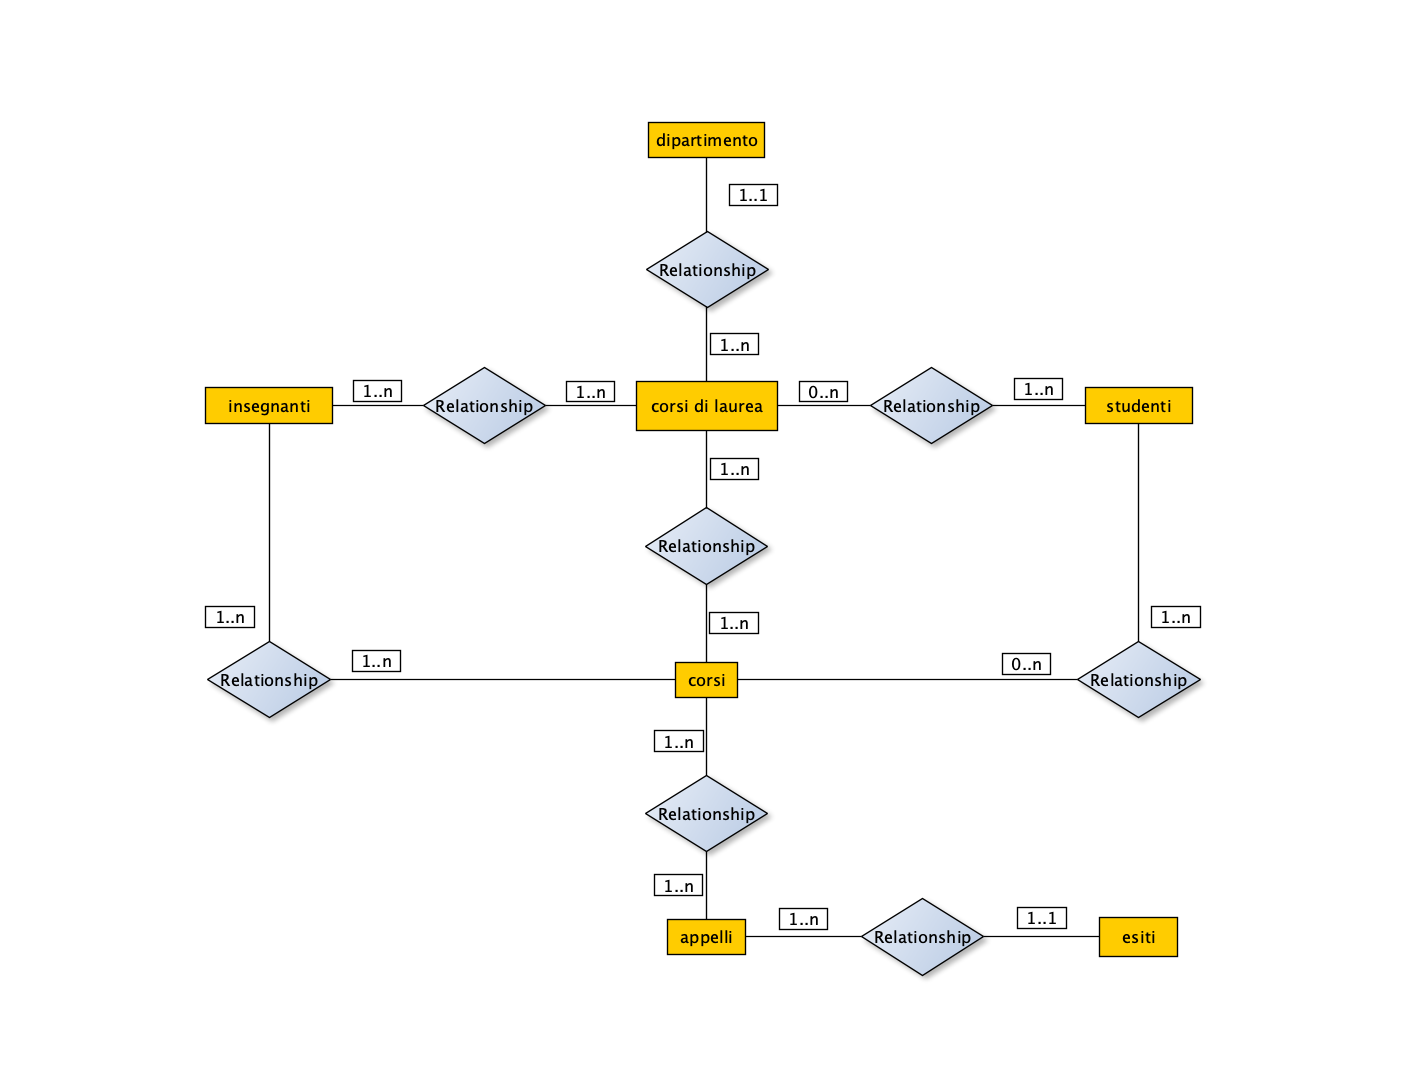 dipartimento
1..1
Relationship
1..n
insegnanti
1..n
Relationship
1..n
corsi di laurea
0..n
Relationship
1..n
studenti
1..n
Relationship
1..n
1..n
1..n
Relationship
1..n
corsi
0..n
Relationship
1..n
Relationship
1..n
appelli
1..n
Relationship
1..1
esiti